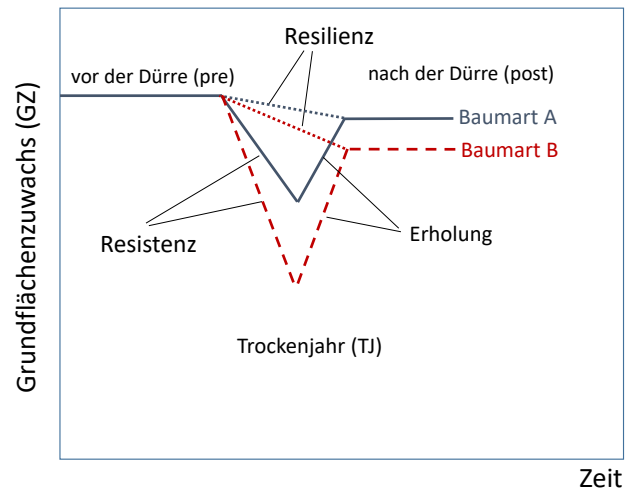 Resilienz
vor der Dürre (pre)
nach der Dürre (post)
Baumart A
Baumart B
Resistenz
Erholung
Trockenjahr (TJ)
Grundflächenzuwachs (GZ)
Zeit